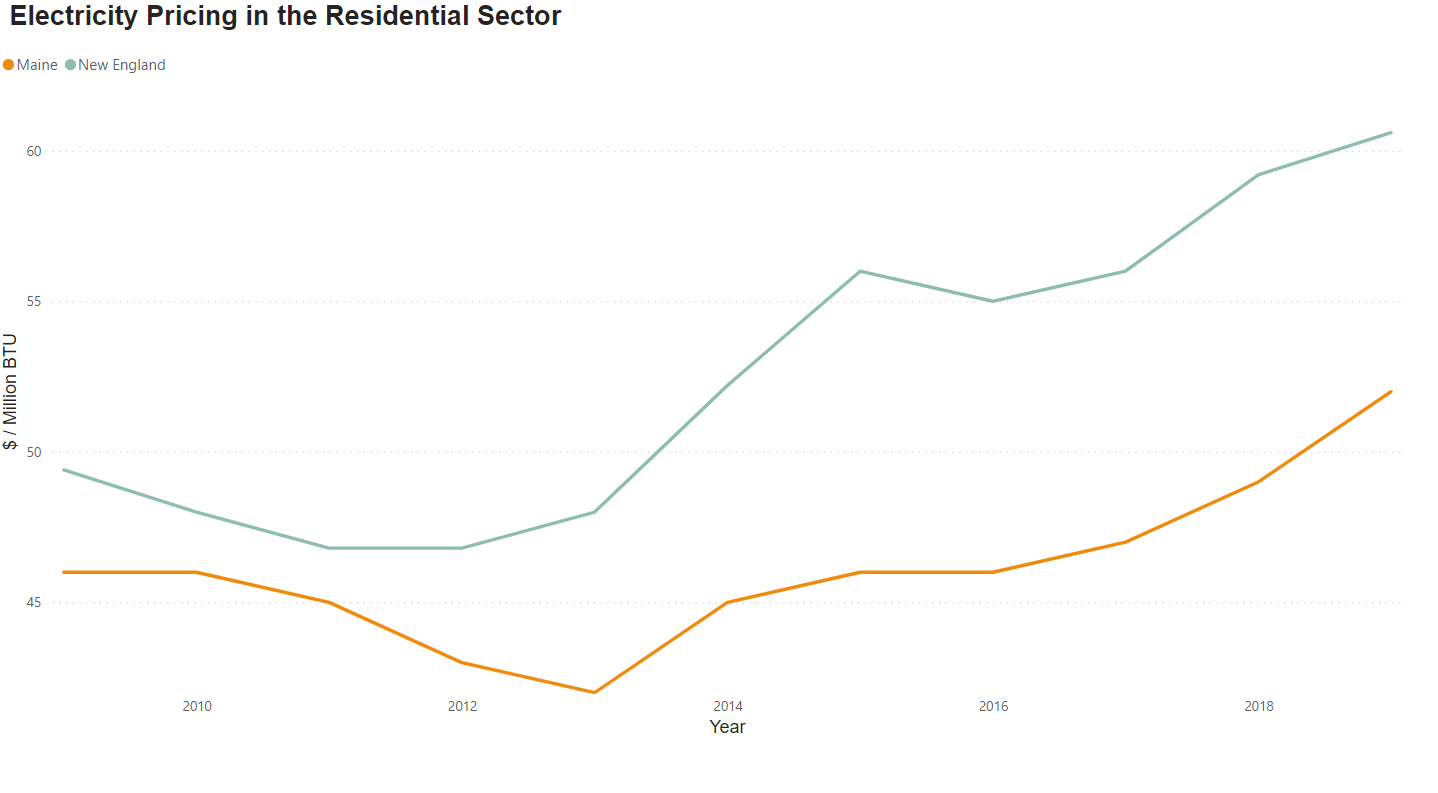 Electricity Pricing in the Residential Sector
Maine New England
60
55
50
45
$ / Million BTU
2010 2012 2014 2016 2018
Year